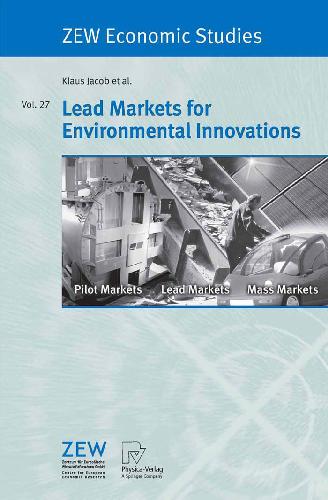 ZEW Economic Studies
Klaus Jacob et al.
Vol. 27
Lead Markets for
Environmental Innovations
Pilot Markets
Lead Markets
Mass Markets
ZEW
Zentrum für Europäische
Wirtschaftsforschung GmbH
Centre for European
Economic Research
Physica-Verlag
A Springer Company